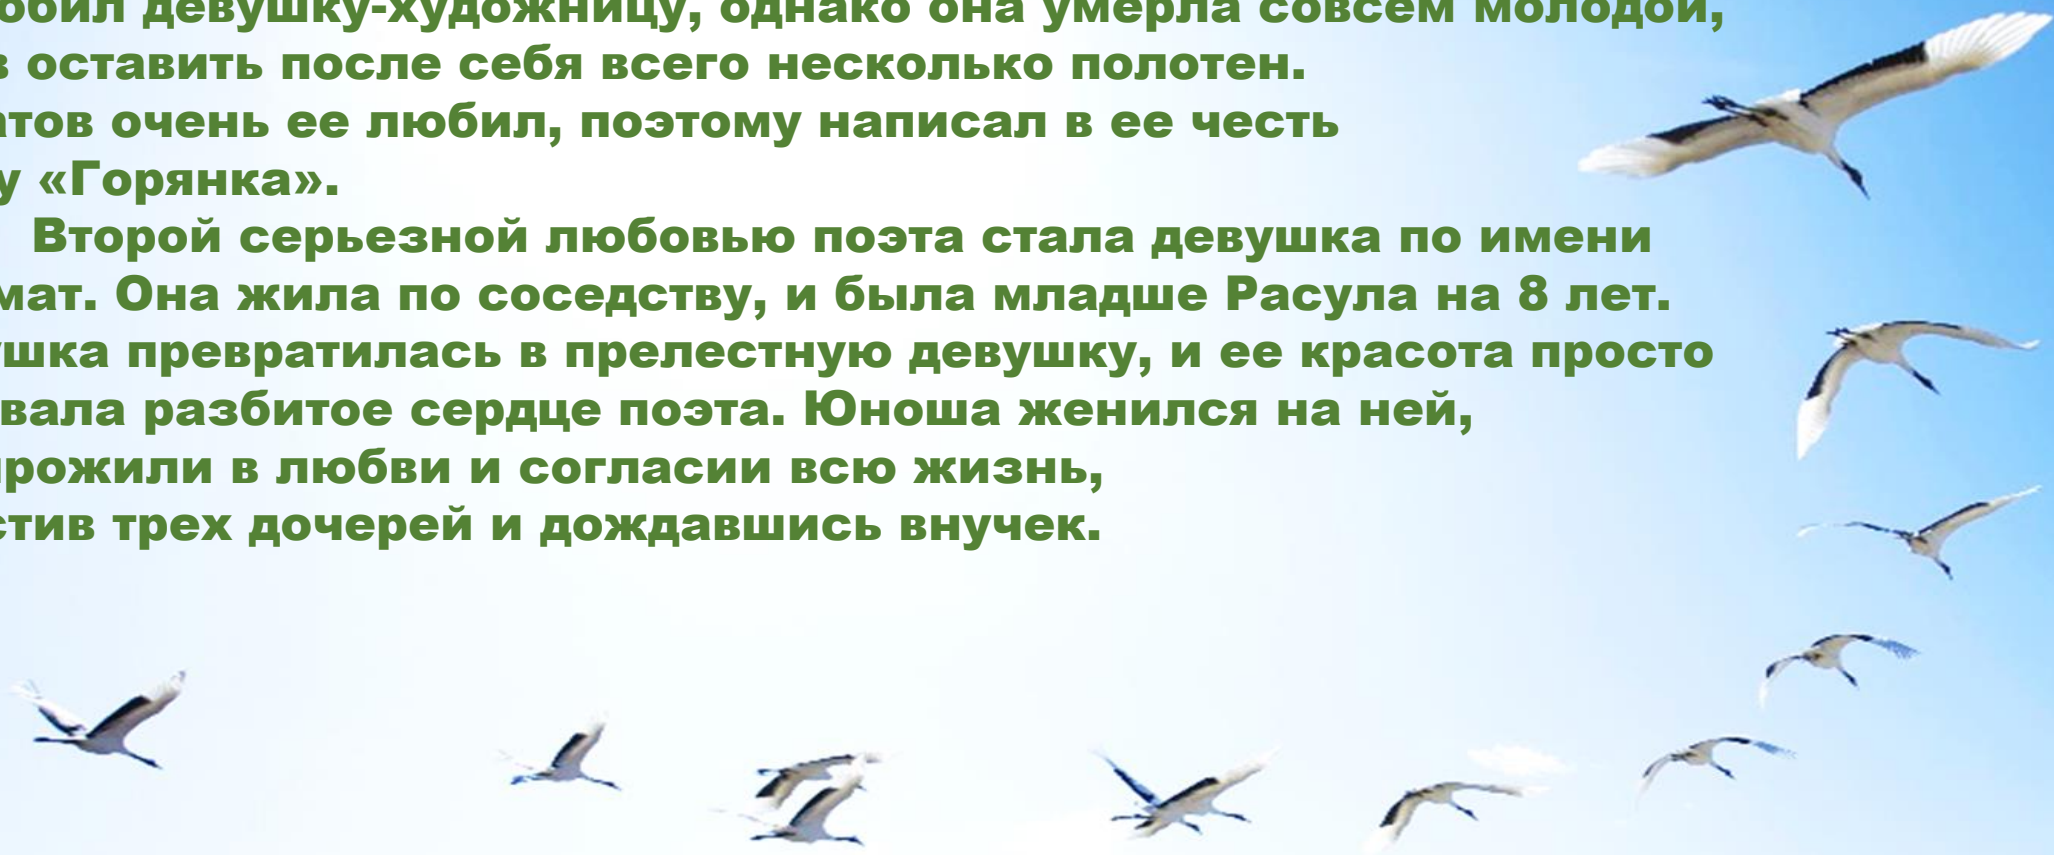 юбил девушку-художницу, однако она умерла совсем молодой,
в оставить после себя всего несколько полотен.
атов очень ее любил, поэтому написал в ее честь
у «Горянка».
Второй серьезной любовью поэта стала девушка по имени
мат. Она жила по соседству, и была младше Расула на 8 лет.
ушка превратилась в прелестную девушку, и ее красота просто
вала разбитое сердце поэта. Юноша женился на ней,
прожили в любви и согласии всю жизнь,
стив трех дочерей и дождавшись внучек.